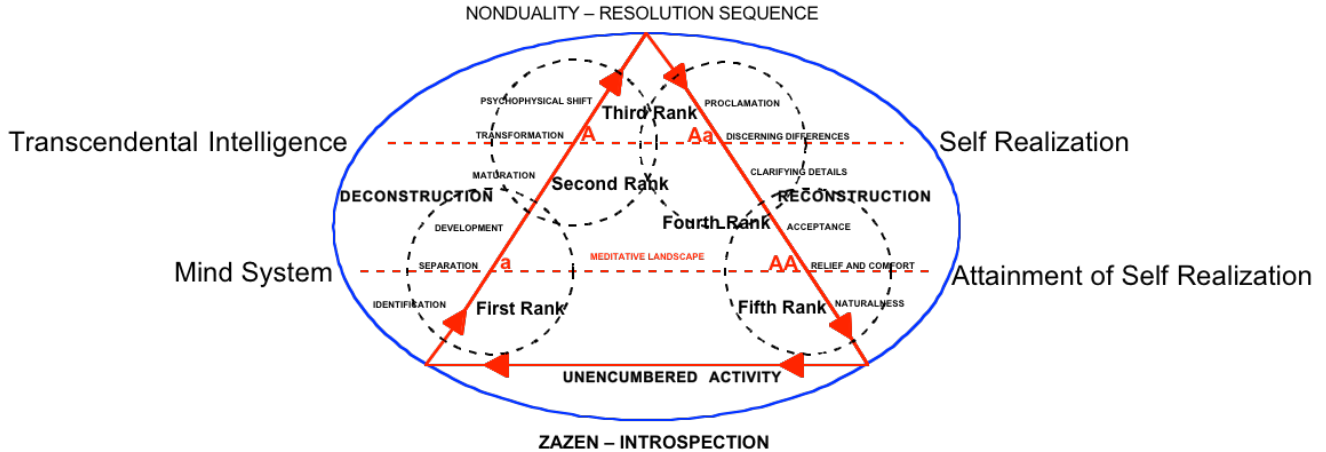 NONDUALITY – RESOLUTION SEQUENCE
PSYCHOPHYSICAL SHIFT
PROCLAMATION
Third Rank
Transcendental Intelligence
TRANSFORMATION
A
Aa
DISCERNING DIFFERENCES
Self Realization
MATURATION
Second Rank
CLARIFYING DETAILS
DECONSTRUCTION
RECONSTRUCTION
DEVELOPMENT
Fourth Rank
ACCEPTANCE
Mind System
SEPARATION
a
MEDITATIVE LANDSCAPE
AA
RELIEF AND COMFORT
Attainment of Self Realization
IDENTIFICATION
First Rank
Fifth Rank
NATURALNESS
UNENCUMBERED ACTIVITY
ZAZEN – INTROSPECTION